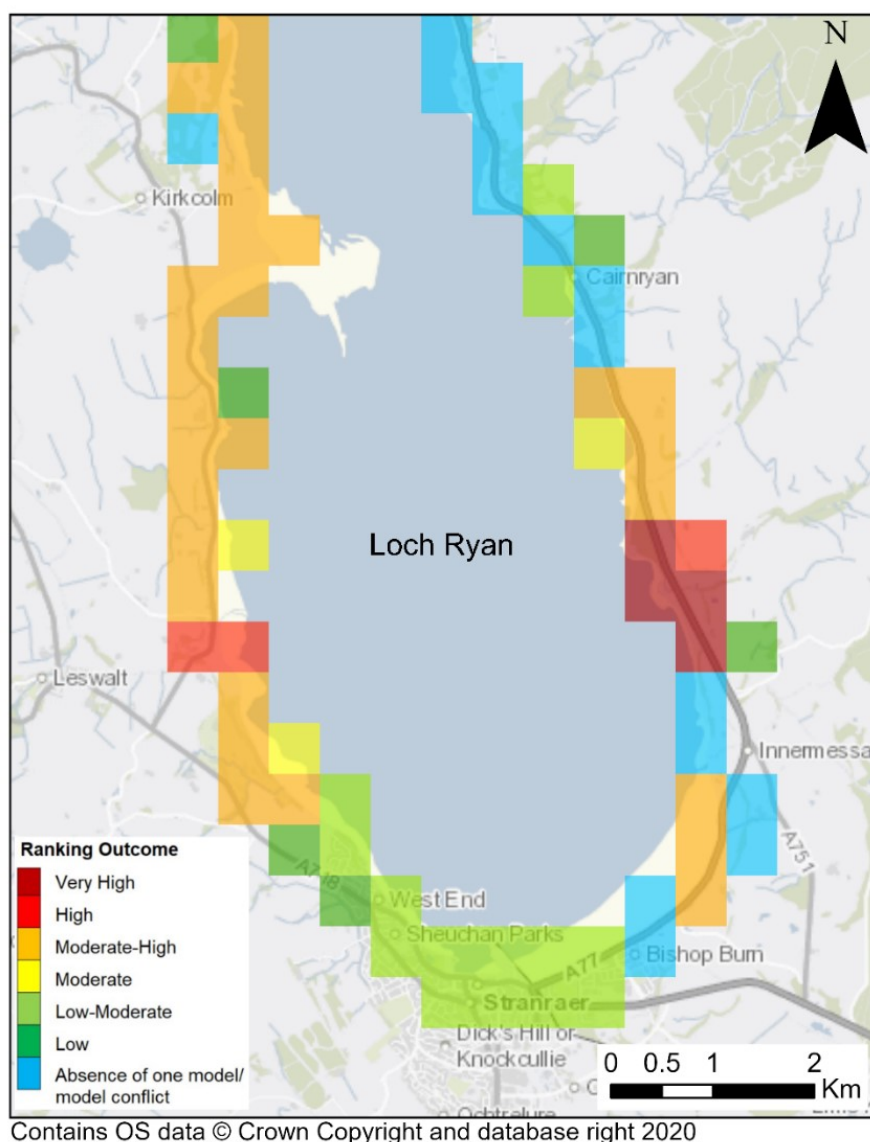 N
Kirkcolm
Cairnryan
Loch Ryan
Leswalt
Innermessa
A751
A718
West End
Sheuchan Parks
A77
Bishop Burn
Stranraer
Dick's Hill or
Knockcullie
Ochtrelure
Ranking Outcome
Very High
High
Moderate-High
Moderate
Low-Moderate
Low
Absence of one model/
model conflict
0 0.5 1 2
Km
Contains OS data © Crown Copyright and database right 2020